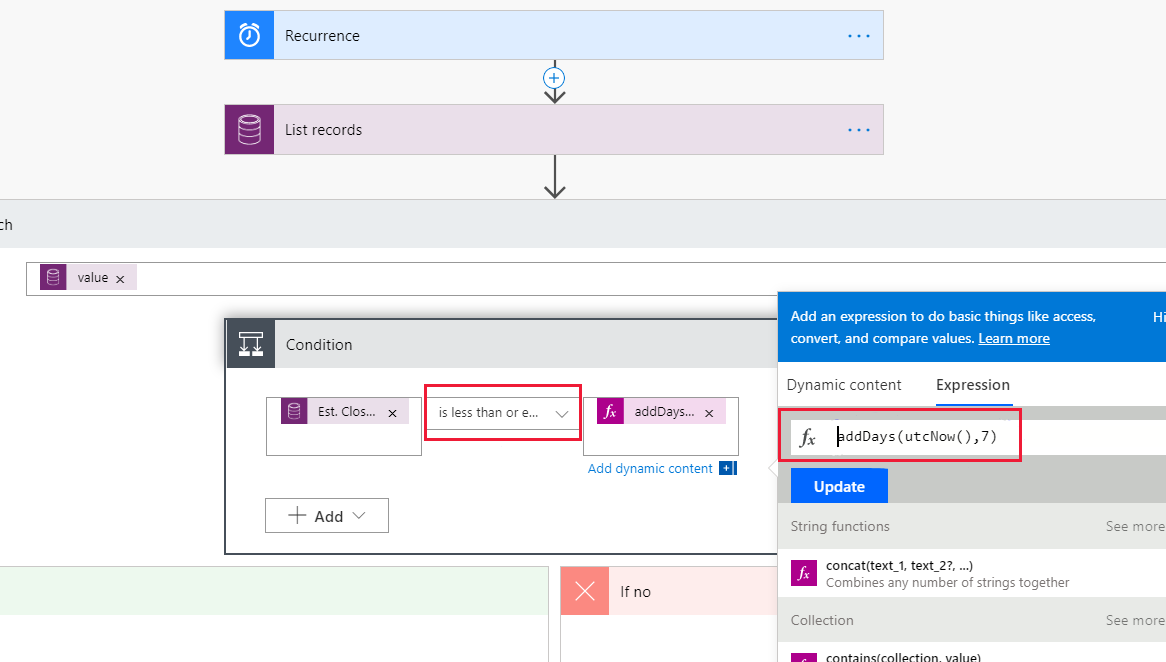 Recurrence
...
List records
...
ch
value ×
Condition
Est. Clos... ×
is less than or e...
fx addDays... ×
Add dynamic content
Add
If no
Add an expression to do basic things like access,
convert, and compare values. Learn more
Hi
Dynamic content
Expression
fx addDays(utcNow(),7)
Update
String functions
See more
fx concat(text_1, text_2?, ...)
Combines any number of strings together
Collection
See more
contains(collection, value)